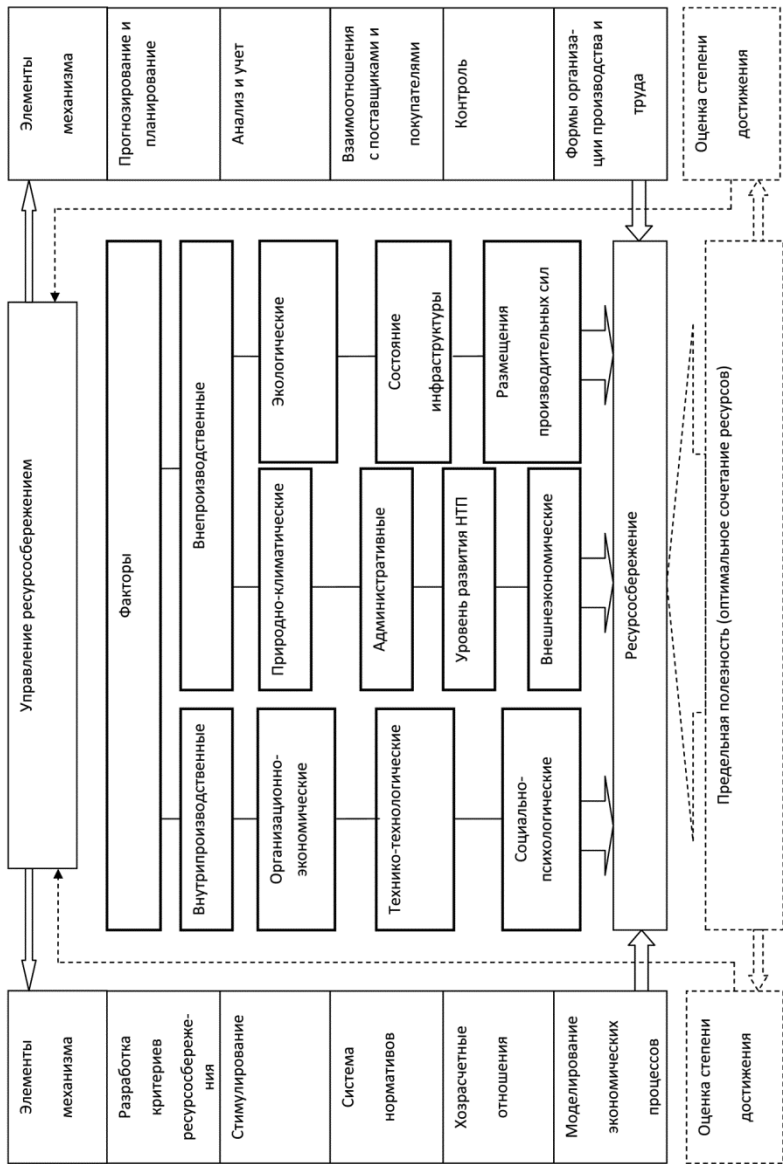 Элементы
механизма
Разработка
критериев
ресурсосбереже-
ния
Стимулирование
Система
нормативов
Хозрасчетные
отношения
Моделирование
экономических
процессов
Оценка степени
достижения
Управление ресурсосбережением
Факторы
Внутрипроизводственные
Внепроизводственные
Организационно-
экономические
Технико-технологические
Социально-
психологические
Природно-климатические
Административные
Уровень развития НТП
Внешнеэкономические
Экологические
Состояние
инфраструктуры
Размещения
производительных сил
Ресурсосбережение
Предельная полезность (оптимальное сочетание ресурсов)
Элементы
механизма
Прогнозирование и
планирование
Анализ и учет
Взаимоотношения
с поставщиками и
покупателями
Контроль
Формы организа-
ции производства и
труда
Оценка степени
достижения